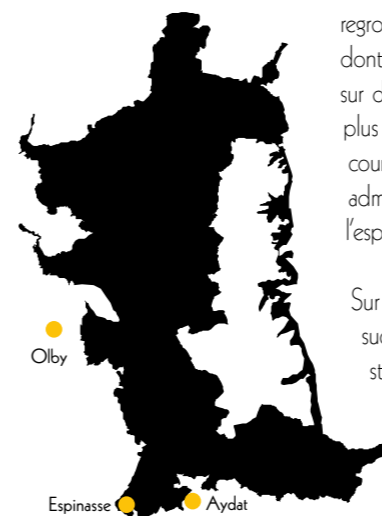 regro
dont
sur d
plus
cour
adm
l'esp
Sur
suc
st
Olby
Espinasse
Aydat